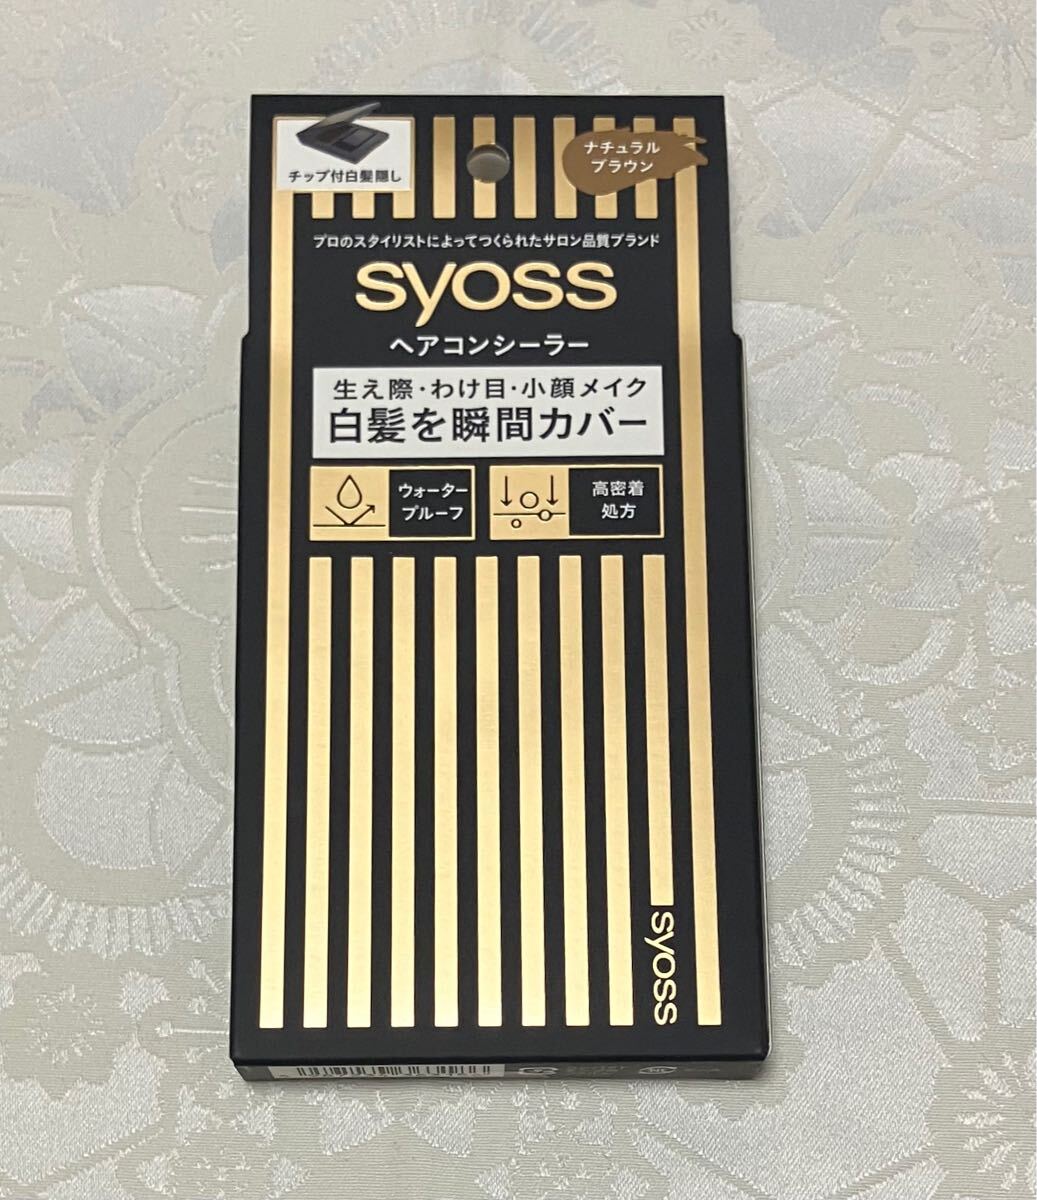 チップ付白髪隠し
ナチュラル
ブラウン
プロのスタイリストによってつくられたサロン品質ブランド
syoss
ヘアコンシーラー
生え際・わけ目・小顔メイク
白髪を瞬間カバー
ウォーター
プルーフ
高密着
処方
syoss